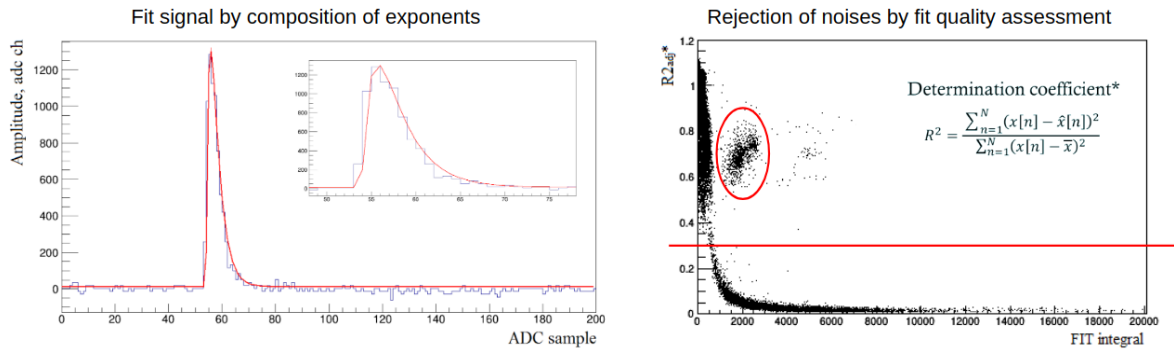 Fit signal by composition of exponents
Amplitude, adc ch
1200
1000
800
600
400
200
0
0 20 40 60 80 100 120 140 160 180 200
ADC sample
1200
1000
800
600
400
200
0
50 55 60 65 70 75
Rejection of noises by fit quality assessment
R2adj*
1.2
1
0.8
0.6
0.4
0.2
0
0 2000 4000 6000 8000 10000 12000 14000 16000 18000 20000
FIT integral
Determination coefficient*
R² = ∑ᴺₙ₌₁(x[n] − x̂[n])² / ∑ᴺₙ₌₁(x[n] − x̅)²